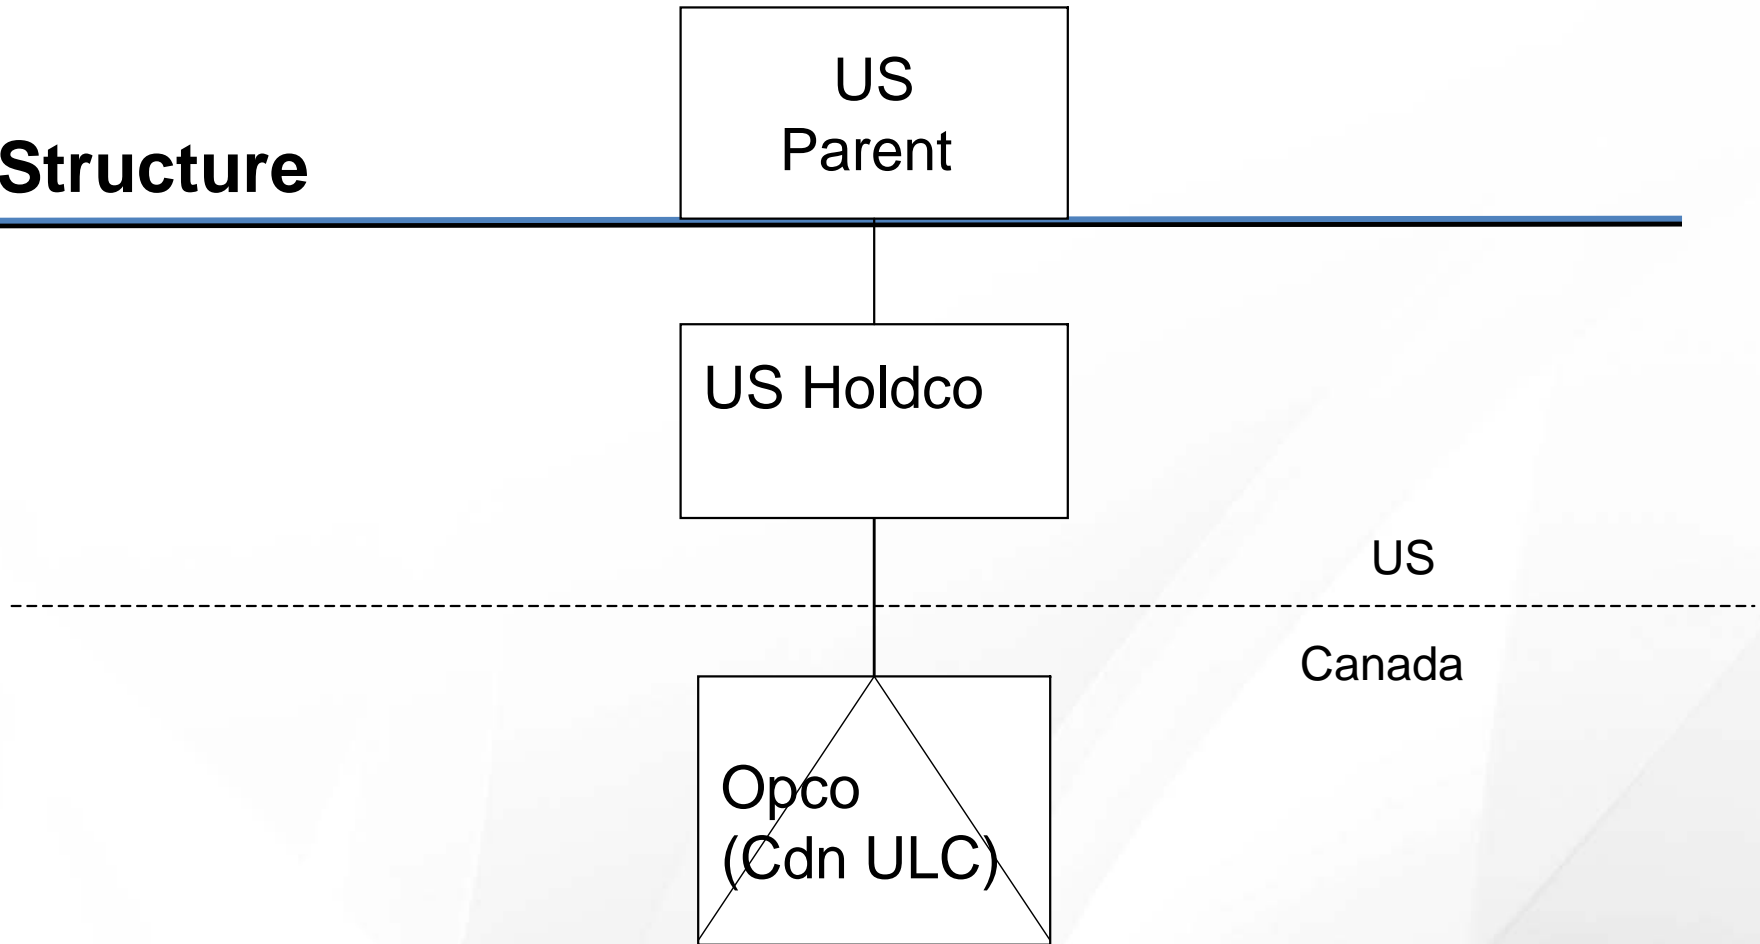 US
Parent
Structure
US Holdco
US
Canada
Opco
(Cdn ULC)